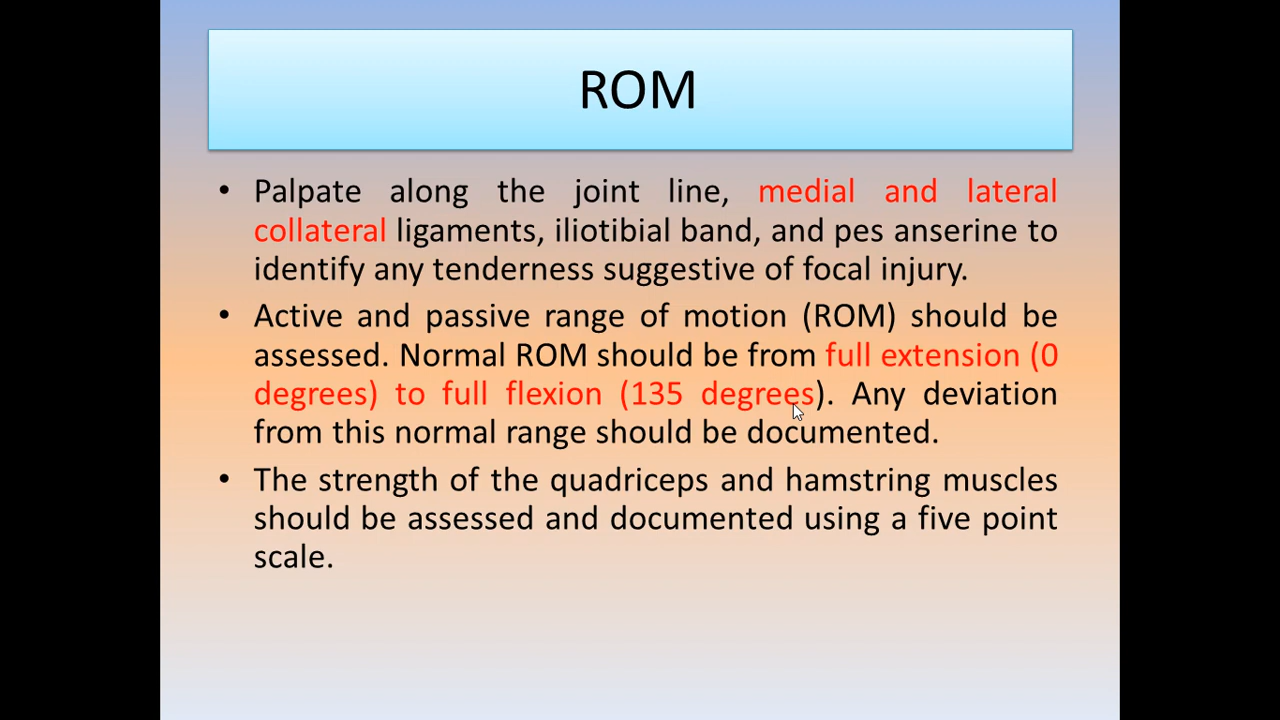 ROM
• Palpate along the joint line, medial and lateral
collateral ligaments, iliotibial band, and pes anserine to
identify any tenderness suggestive of focal injury.
• Active and passive range of motion (ROM) should be
assessed. Normal ROM should be from full extension (0
degrees) to full flexion (135 degrees). Any deviation
from this normal range should be documented.
• The strength of the quadriceps and hamstring muscles
should be assessed and documented using a five point
scale.